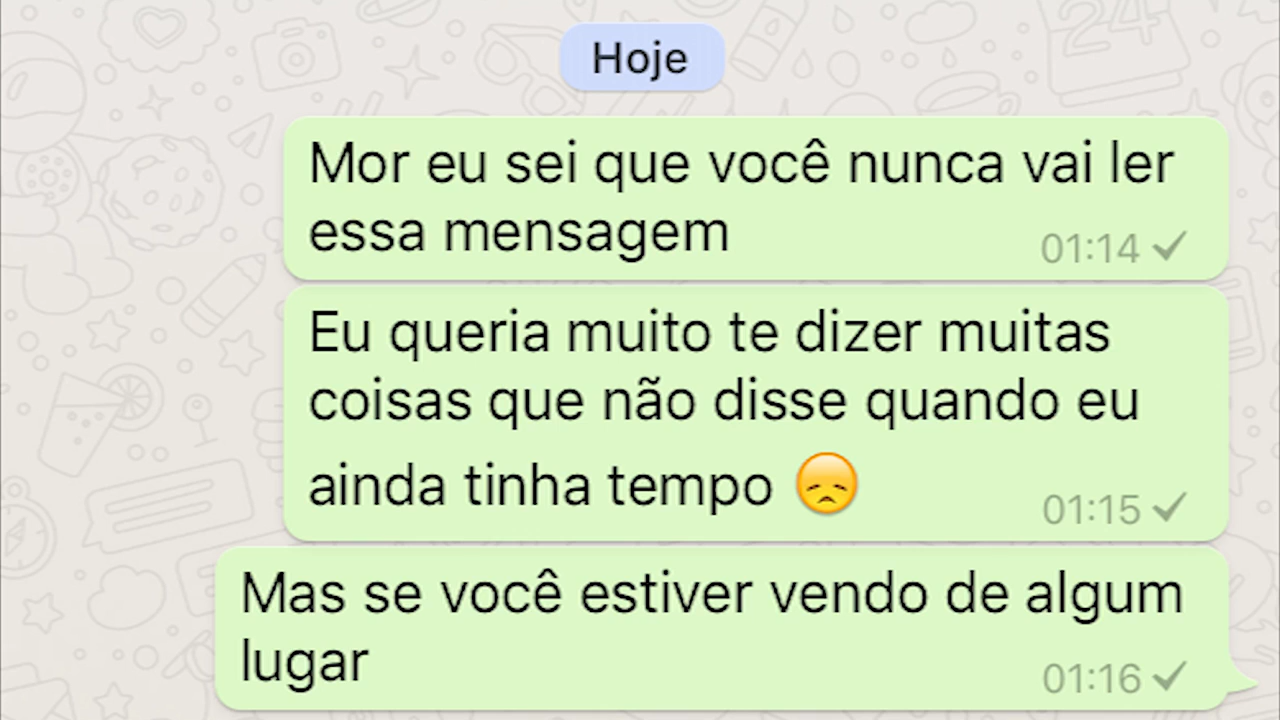 Hoje
Mor eu sei que você nunca vai ler
essa mensagem
01:14
Eu queria muito te dizer muitas
coisas que não disse quando eu
ainda tinha tempo 😞
01:15
Mas se você estiver vendo de algum
lugar
01:16